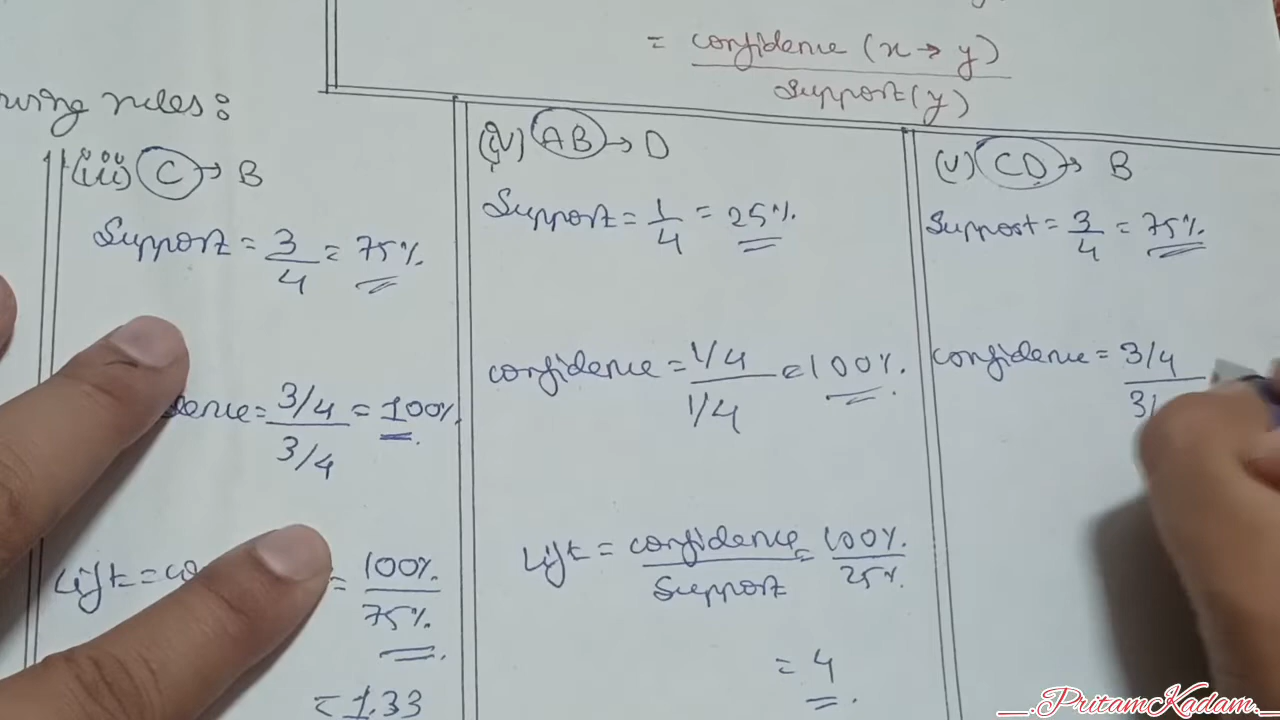 = confidence (x → y)
support(y)
rules:
(iii) C → B
Support = 3/4 = 75%
= 3/4 / 3/4 = 100%.
Lift = = 100% / 75%
= 1.33
(iv) AB → D
Support = 1/4 = 25%
confidence = 1/4 / 1/4 = 100%.
Lift = confidence / Support = 100% / 25%
= 4
(v) CD → B
Support = 3/4 = 75%
confidence = 3/4
__.PritamKadam.__